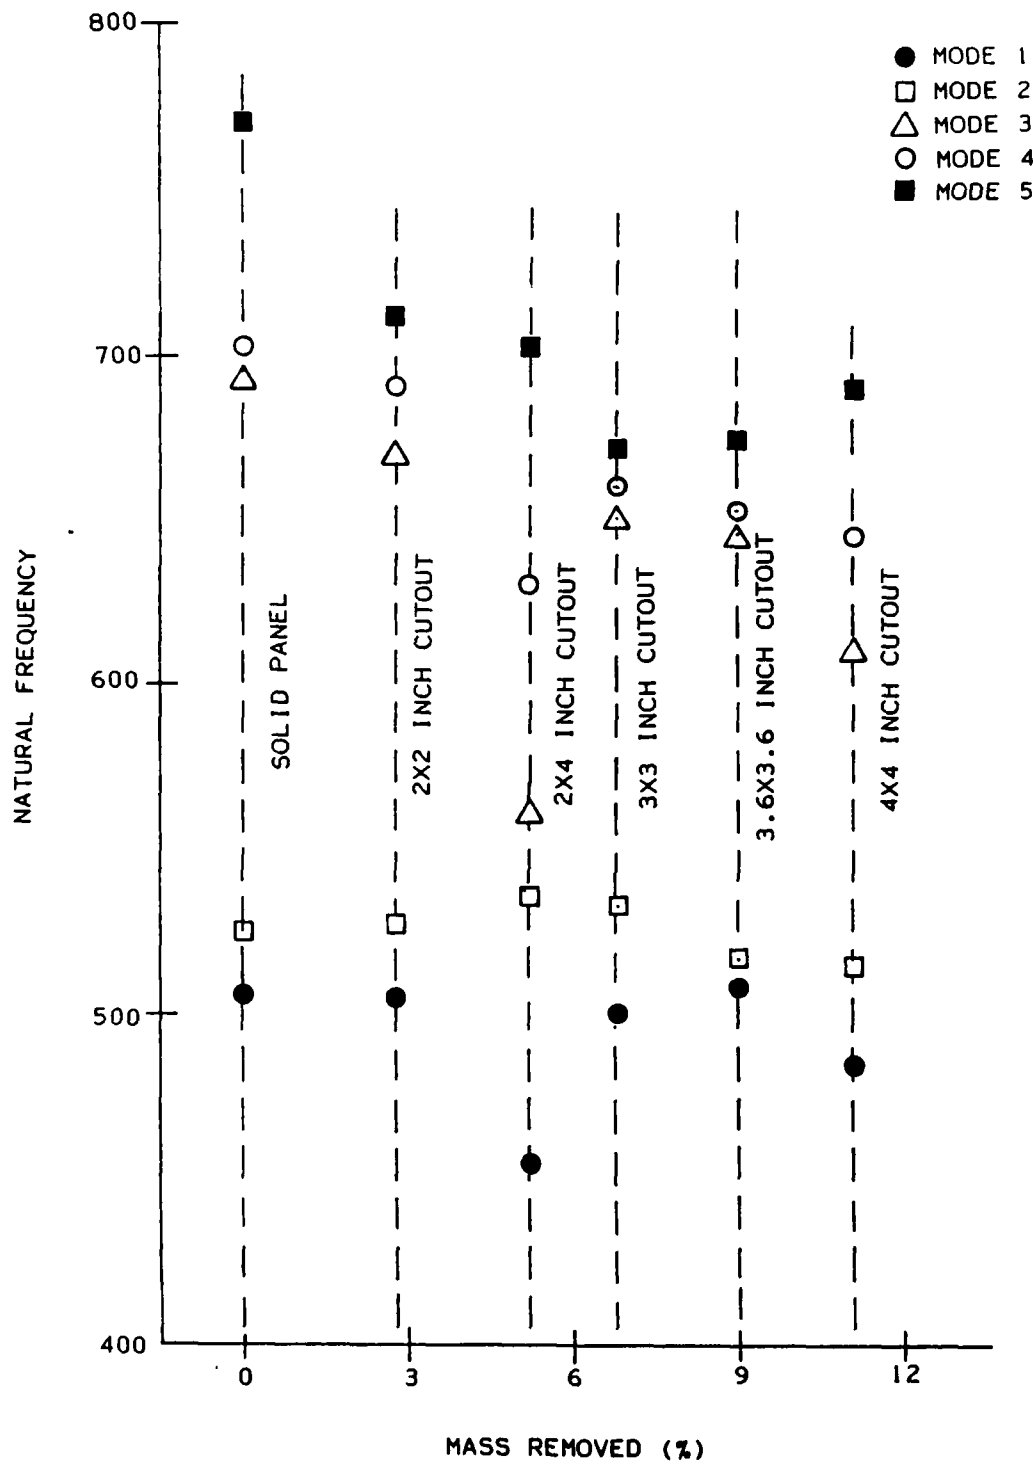 800
700
600
500
400
NATURAL FREQUENCY
MODE 1
MODE 2
MODE 3
MODE 4
MODE 5
SOLID PANEL
2X2 INCH CUTOUT
2X4 INCH CUTOUT
3X3 INCH CUTOUT
3.6X3.6 INCH CUTOUT
4X4 INCH CUTOUT
0 3 6 9 12
MASS REMOVED (%)